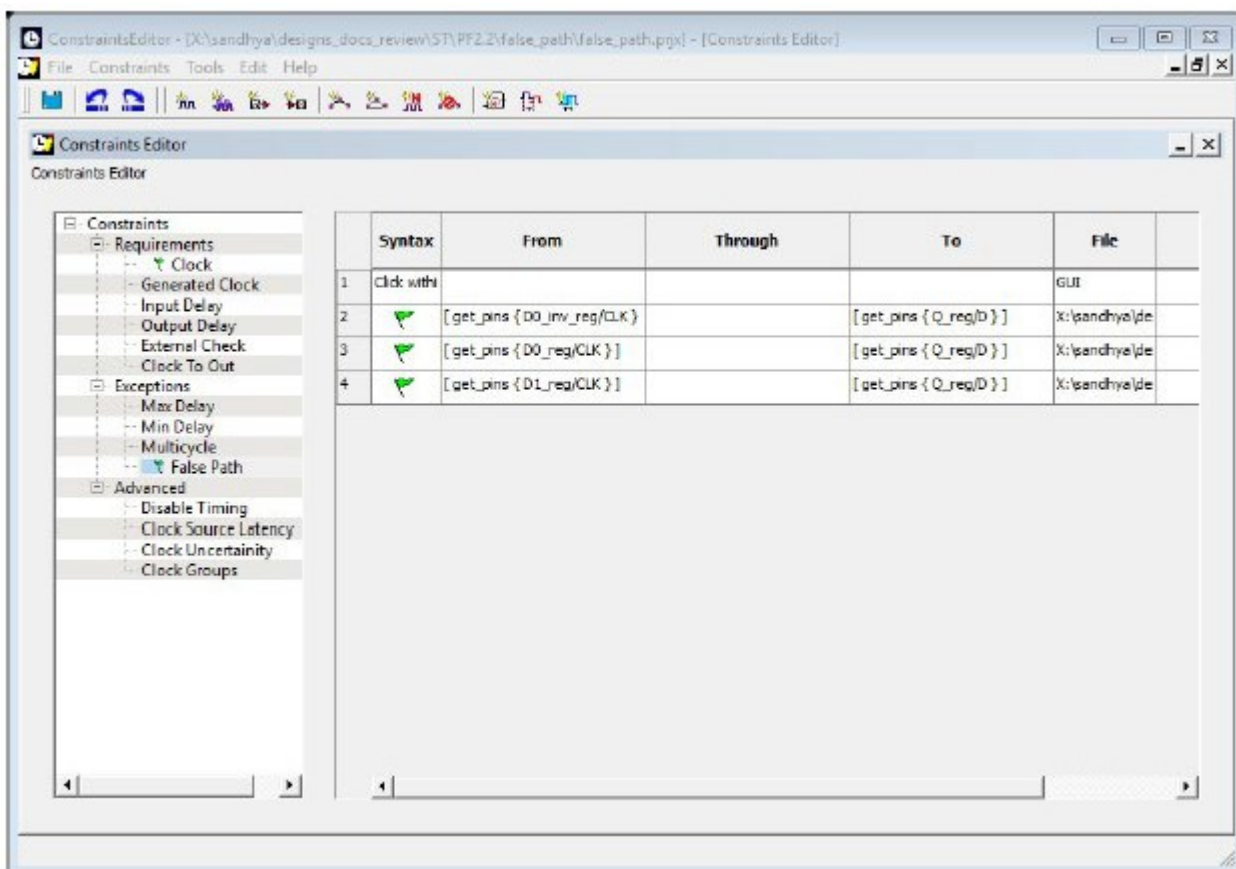 ConstraintsEditor - [X:\sandhya\designs_docs_review\ST\PF2.2\false_path\false_path.prjx] - [Constraints Editor]
File Constraints Tools Edit Help
Constraints Editor
Constraints Editor
Constraints
Requirements
Clock
Generated Clock
Input Delay
Output Delay
External Check
Clock To Out
Exceptions
Max Delay
Min Delay
Multicycle
False Path
Advanced
Disable Timing
Clock Source Latency
Clock Uncertainity
Clock Groups
Syntax From Through To File
1 Click withi GUI
2 [ get_pins { D0_inv_reg/CLK } [ get_pins { Q_reg/D } ] X:\sandhya\de
3 [ get_pins { D0_reg/CLK } ] [ get_pins { Q_reg/D } ] X:\sandhya\de
4 [ get_pins { D1_reg/CLK } ] [ get_pins { Q_reg/D } ] X:\sandhya\de